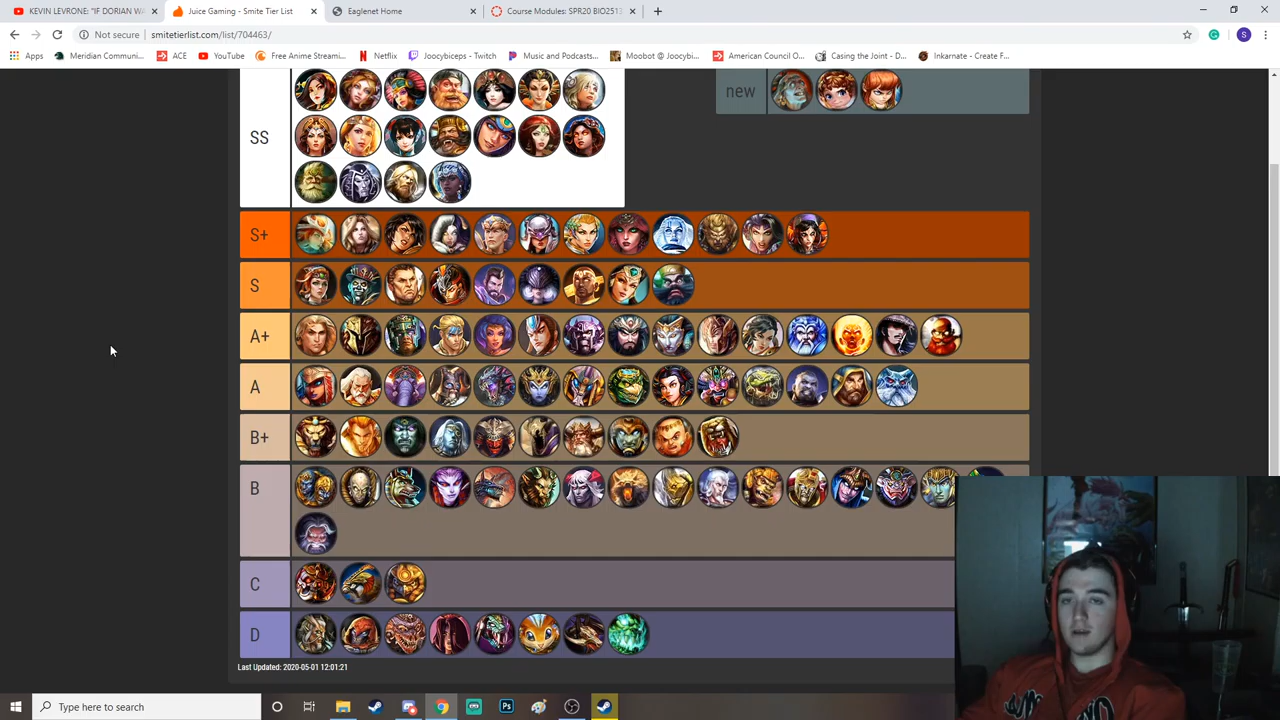 KEVIN LEVRONE: "IF DORIAN WA
Juice Gaming - Smite Tier List
Eaglenet Home
Course Modules: SPR20 BIO2513
Not secure | smitetierlist.com/list/704463/
Apps
Meridian Communi...
ACE
YouTube
Free Anime Streami...
Netflix
Joocybiceps - Twitch
Music and Podcasts...
Moobot @ Joocybi...
American Council O...
Casing the Joint - D...
Inkarnate - Create F...
new
SS
S+
S
A+
A
B+
B
C
D
Last Updated: 2020-05-01 12:01:21
Type here to search